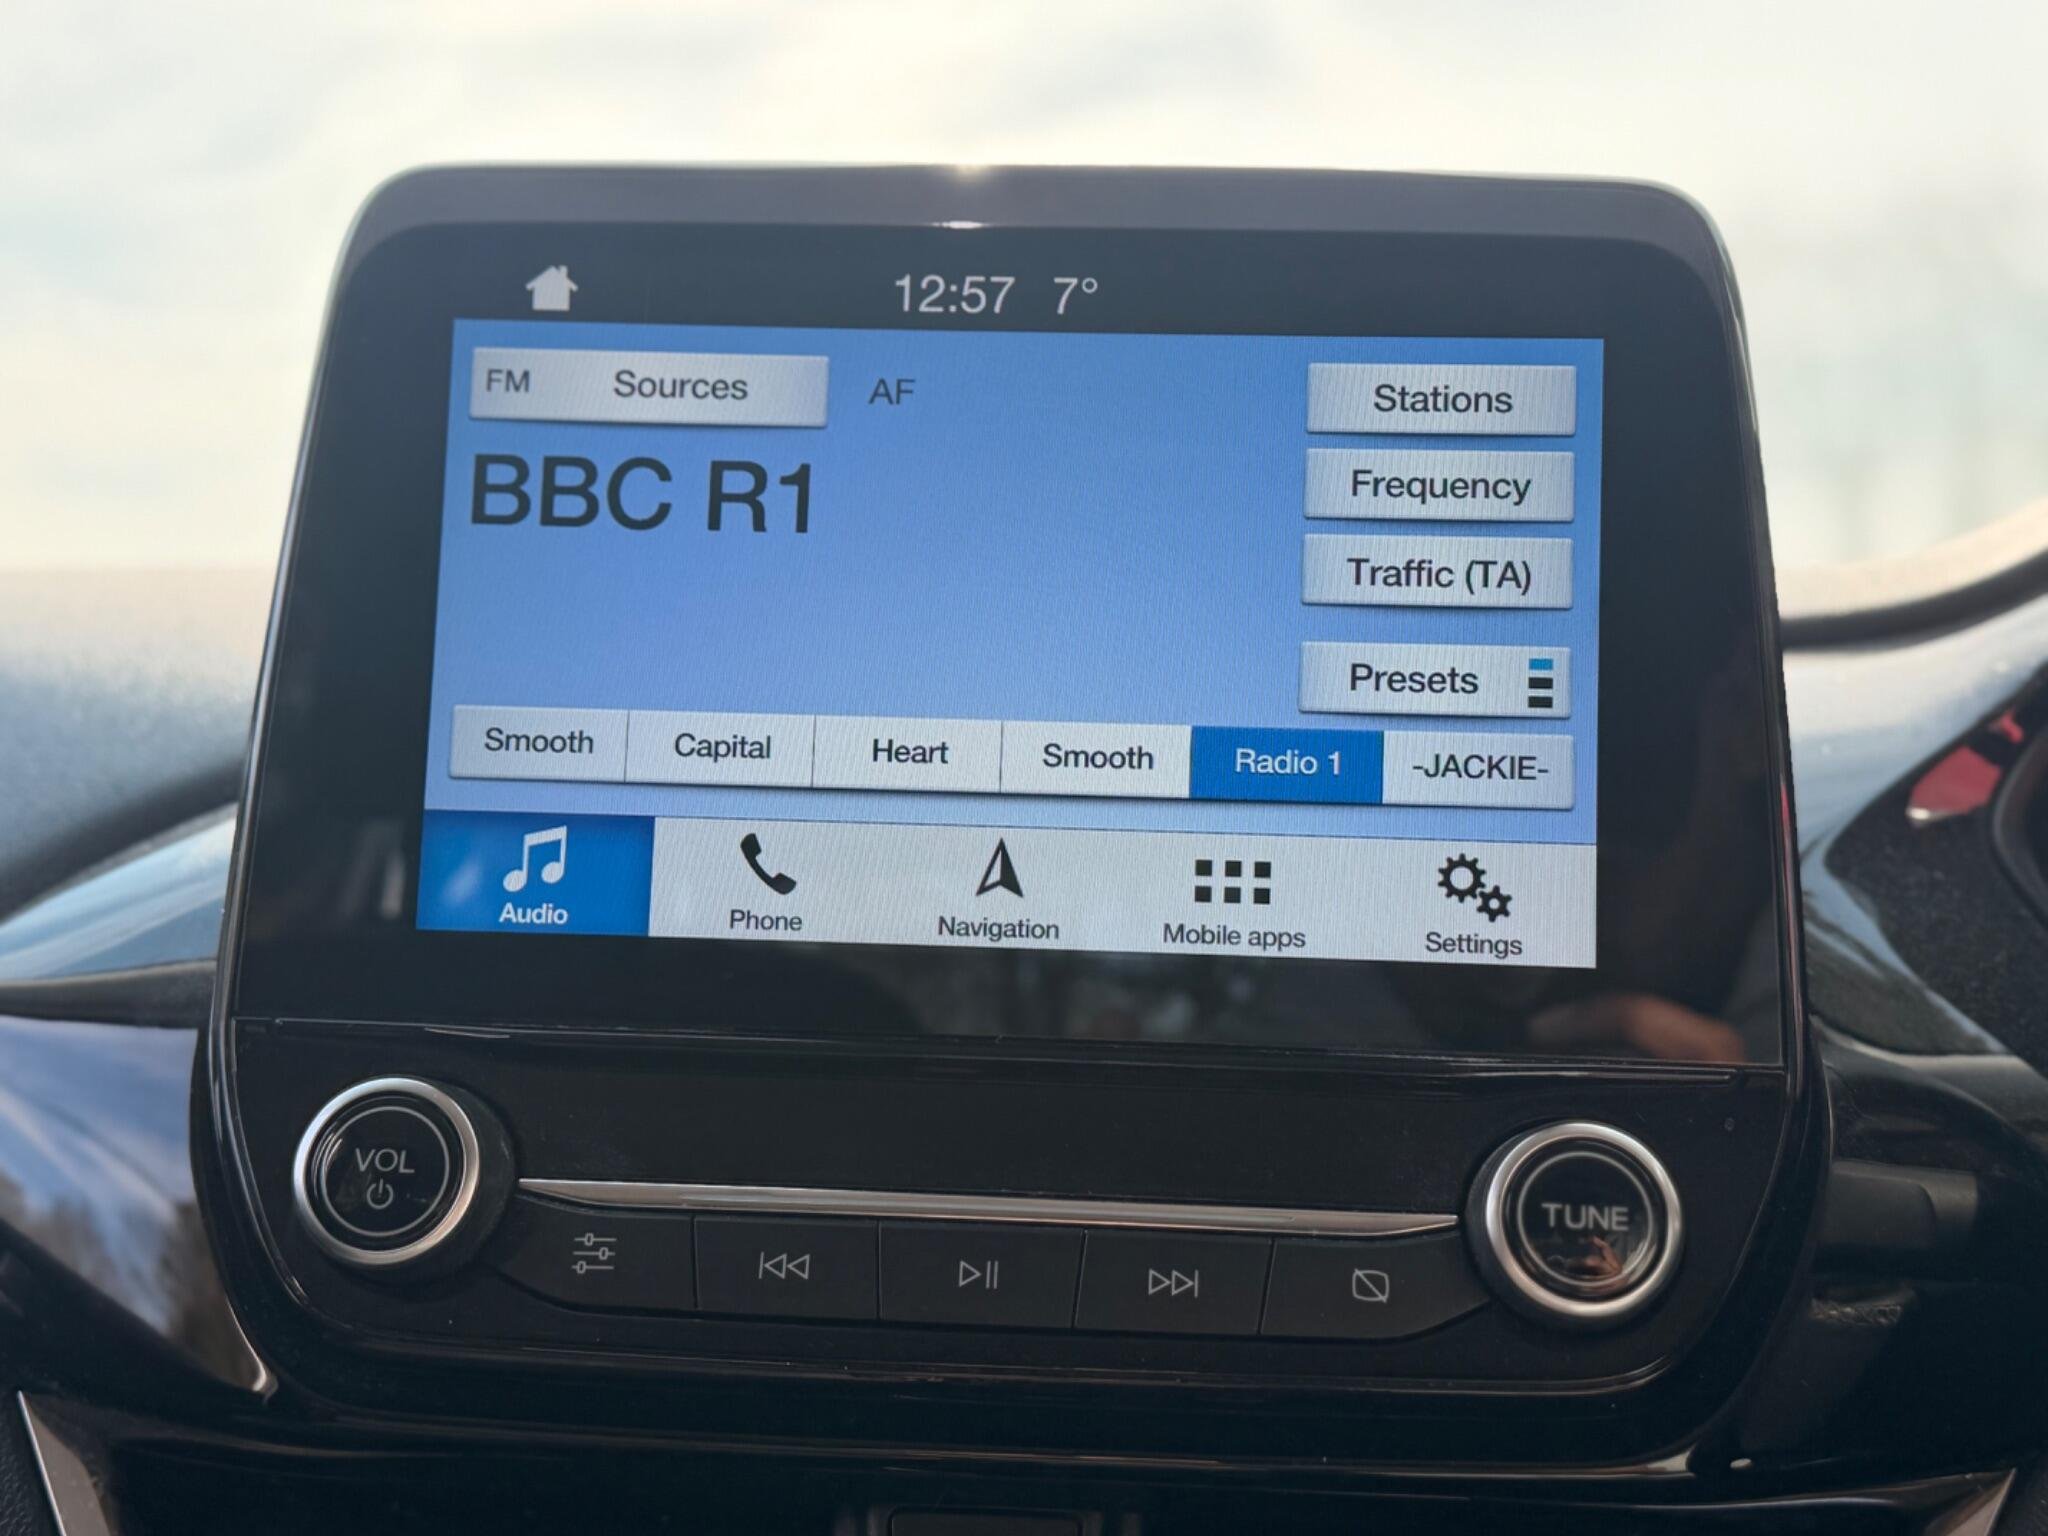 12:57 7°
FM Sources AF
Stations
BBC R1
Frequency
Traffic (TA)
Presets
Smooth Capital Heart Smooth Radio 1 -JACKIE-
Audio Phone Navigation Mobile apps Settings
VOL
TUNE